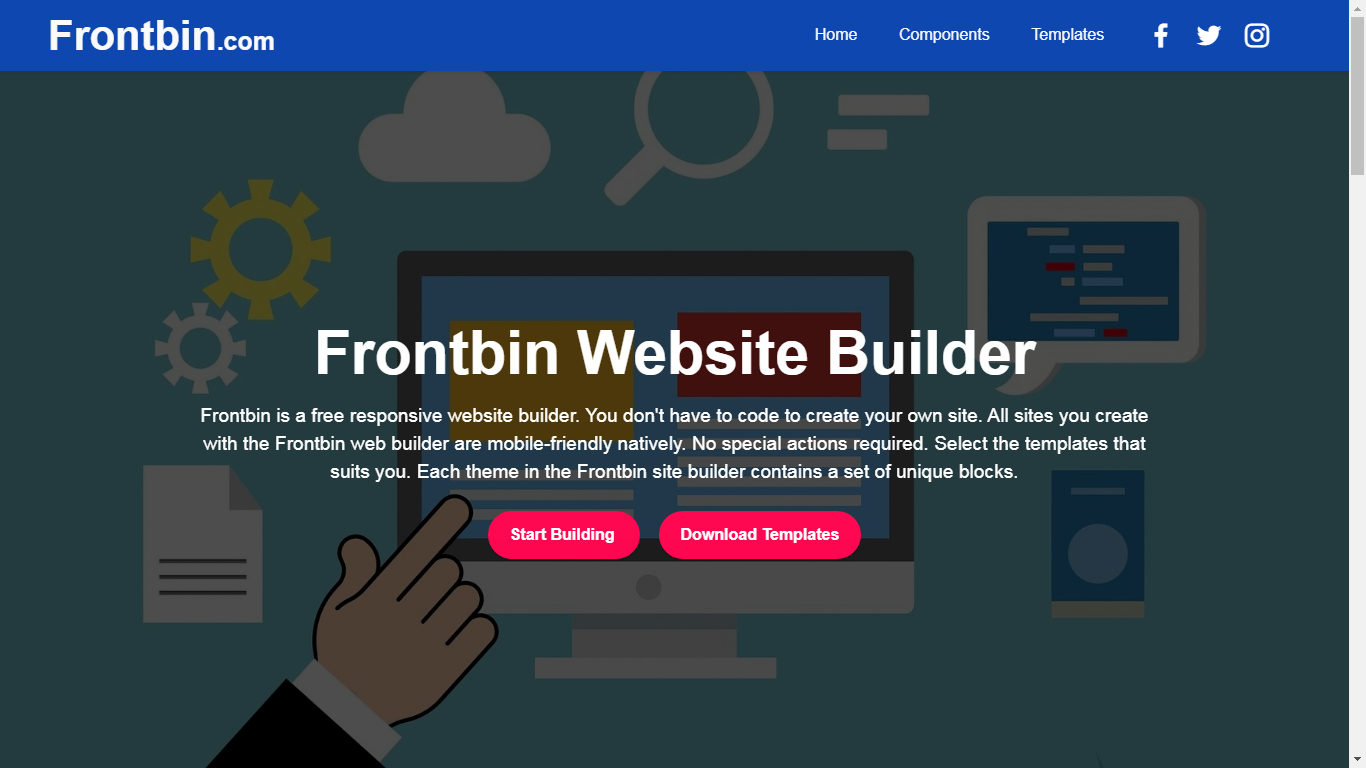 Frontbin.com
Home Components Templates
Frontbin Website Builder
Frontbin is a free responsive website builder. You don't have to code to create your own site. All sites you create
with the Frontbin web builder are mobile-friendly natively. No special actions required. Select the templates that
suits you. Each theme in the Frontbin site builder contains a set of unique blocks.
Start Building Download Templates